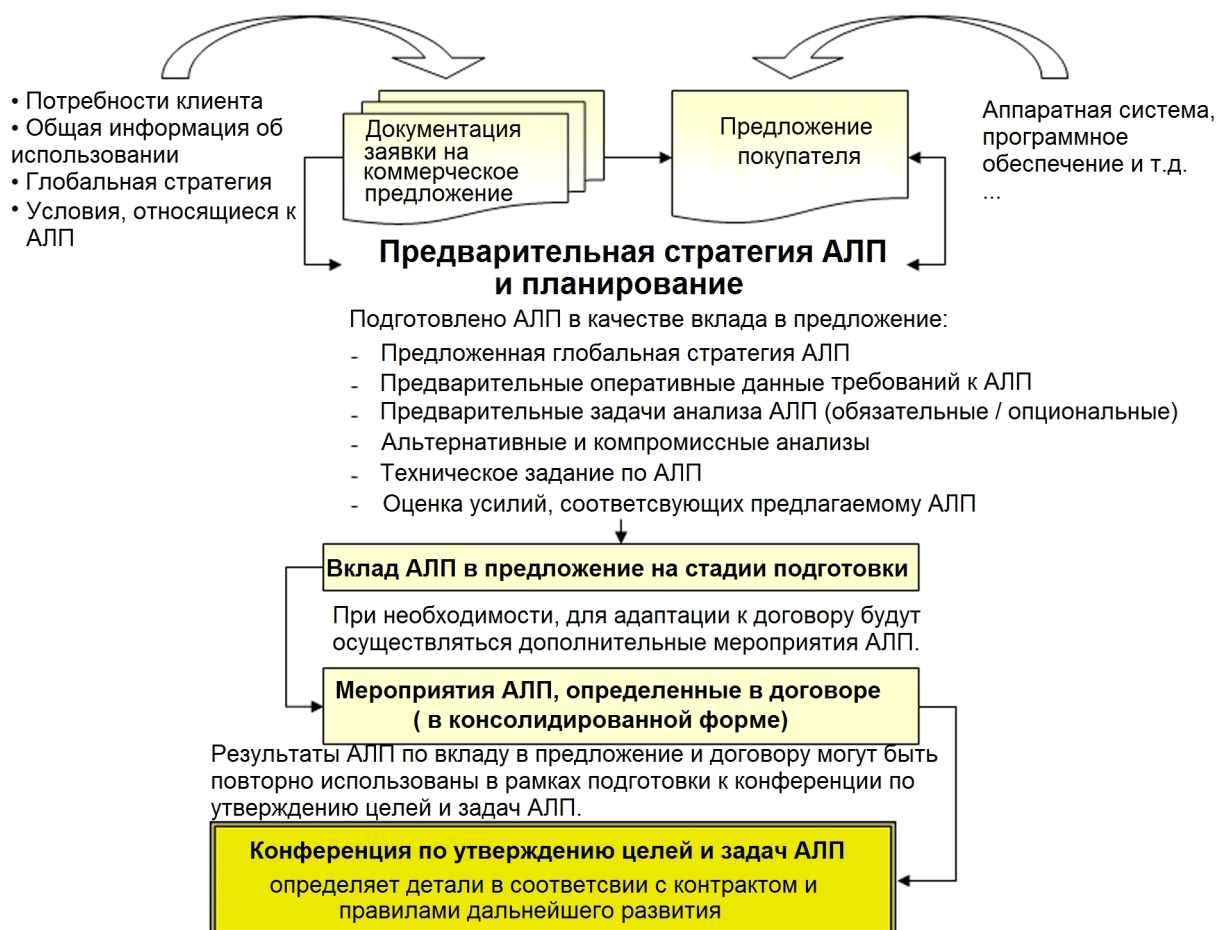 • Потребности клиента
• Общая информация об
использовании
• Глобальная стратегия
• Условия, относящиеся к
АЛП
Документация
заявки на
коммерческое
предложение
Предложение
покупателя
Аппаратная система,
программное
обеспечение и т.д.
...
Предварительная стратегия АЛП
и планирование
Подготовлено АЛП в качестве вклада в предложение:
- Предложенная глобальная стратегия АЛП
- Предварительные оперативные данные требований к АЛП
- Предварительные задачи анализа АЛП (обязательные / опциональные)
- Альтернативные и компромиссные анализы
- Техническое задание по АЛП
- Оценка усилий, соответсвующих предлагаемому АЛП
Вклад АЛП в предложение на стадии подготовки
При необходимости, для адаптации к договору будут
осуществляться дополнительные мероприятия АЛП.
Мероприятия АЛП, определенные в договоре
( в консолидированной форме)
Результаты АЛП по вкладу в предложение и договору могут быть
повторно использованы в рамках подготовки к конференции по
утверждению целей и задач АЛП.
Конференция по утверждению целей и задач АЛП
определяет детали в соответсвии с контрактом и
правилами дальнейшего развития